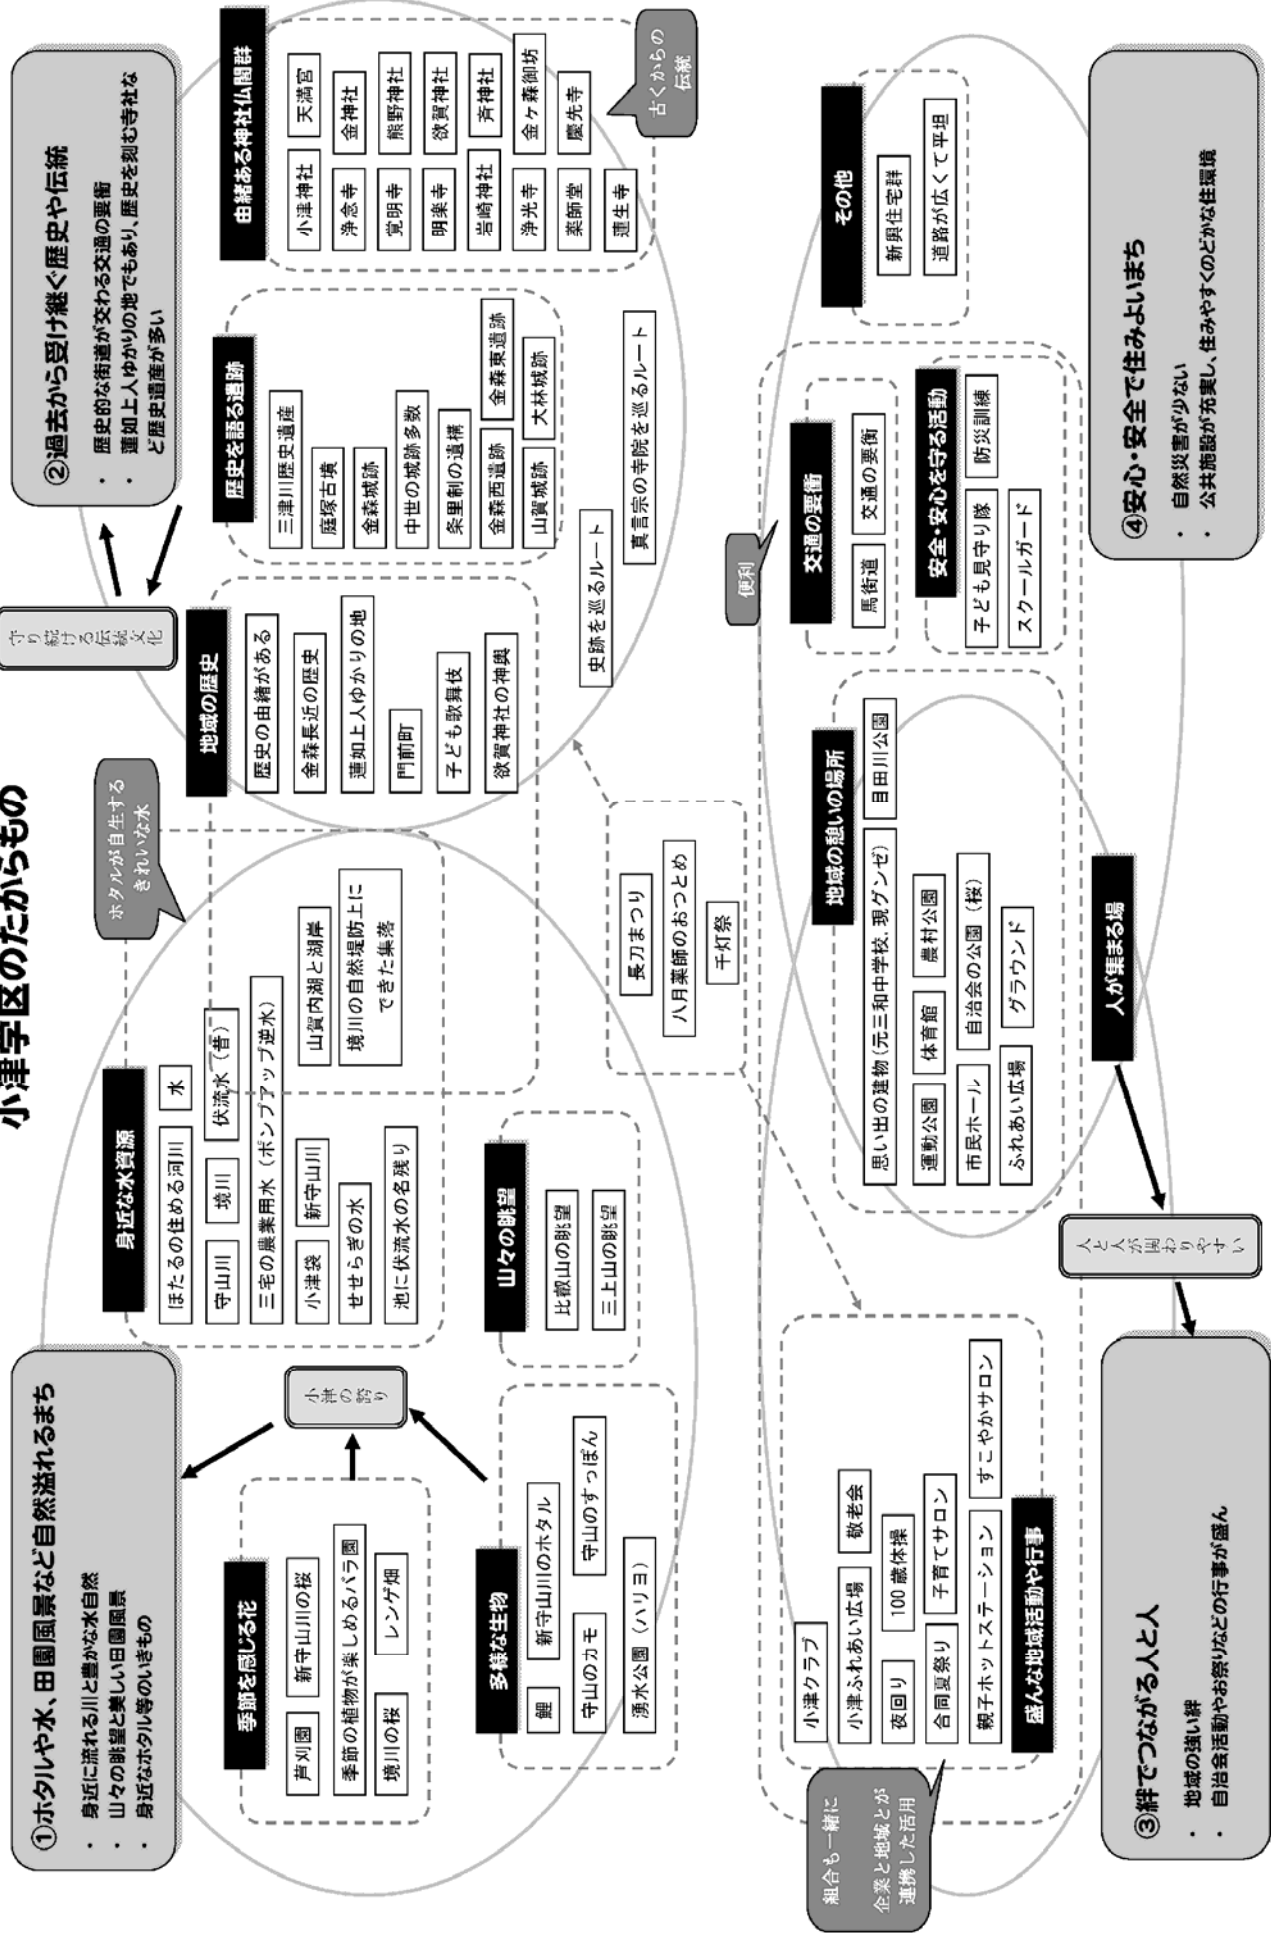 小津学区のたからもの
①ホタルや水、田園風景など自然溢れるまち
・ 身近に流れる川と豊かな水自然
・ 山々の眺望と美しい田園風景
・ 身近なホタル等のいきもの
ホタルが自生する
きれいな水
身近な水資源
ほたるの住める河川
水
守山川
境川
伏流水（昔）
三宅の農業用水（ポンプアップ逆水）
小津袋
新守山川
せせらぎの水
池に伏流水の名残り
山賀内湖と湖岸
境川の自然堤防上に
できた集落
小津の誇り
季節を感じる花
芦刈園
新守山川の桜
季節の植物が楽しめるバラ園
境川の桜
レンゲ畑
多様な生物
鯉
新守山川のホタル
守山のカモ
守山のすっぽん
湧水公園（ハリヨ）
山々の眺望
比叡山の眺望
三上山の眺望
②過去から受け継ぐ歴史や伝統
・ 歴史的な街道が交わる交通の要衝
・ 蓮如上人ゆかりの地でもあり、歴史を刻む寺社な
ど歴史遺産が多い
守り続ける伝統文化
地域の歴史
歴史の由緒がある
金森長近の歴史
蓮如上人ゆかりの地
門前町
子ども歌舞伎
欲賀神社の神輿
歴史を語る遺跡
三津川歴史遺産
庭塚古墳
金森城跡
中世の城跡多数
条里制の遺構
金森西遺跡
金森東遺跡
山賀城跡
大林城跡
由緒ある神社仏閣群
小津神社
天満宮
浄念寺
金神社
覚明寺
熊野神社
明楽寺
欲賀神社
岩崎神社
斉神社
浄光寺
金ヶ森御坊
薬師堂
慶先寺
蓮生寺
古くからの
伝統
史跡を巡るルート
真言宗の寺院を巡るルート
長刀まつり
八月薬師のおつとめ
千灯祭
小津クラブ
小津ふれあい広場
敬老会
夜回り
100 歳体操
合同夏祭り
子育てサロン
親子ホットステーション
すこやかサロン
盛んな地域活動や行事
組合も一緒に
企業と地域とが
連携した活用
地域の憩いの場所
思い出の建物（元三和中学校、現グンゼ）
目田川公園
運動公園
体育館
農村公園
市民ホール
自治会の公園（桜）
ふれあい広場
グラウンド
人が集まる場
人と人が関わりやすい
便利
交通の要衝
馬街道
交通の要衝
安全・安心を守る活動
子ども見守り隊
防災訓練
スクールガード
その他
新興住宅群
道路が広くて平坦
③絆でつながる人と人
・ 地域の強い絆
・ 自治会活動やお祭りなどの行事が盛ん
④安心・安全で住みよいまち
・ 自然災害が少ない
・ 公共施設が充実し、住みやすくのどかな住環境